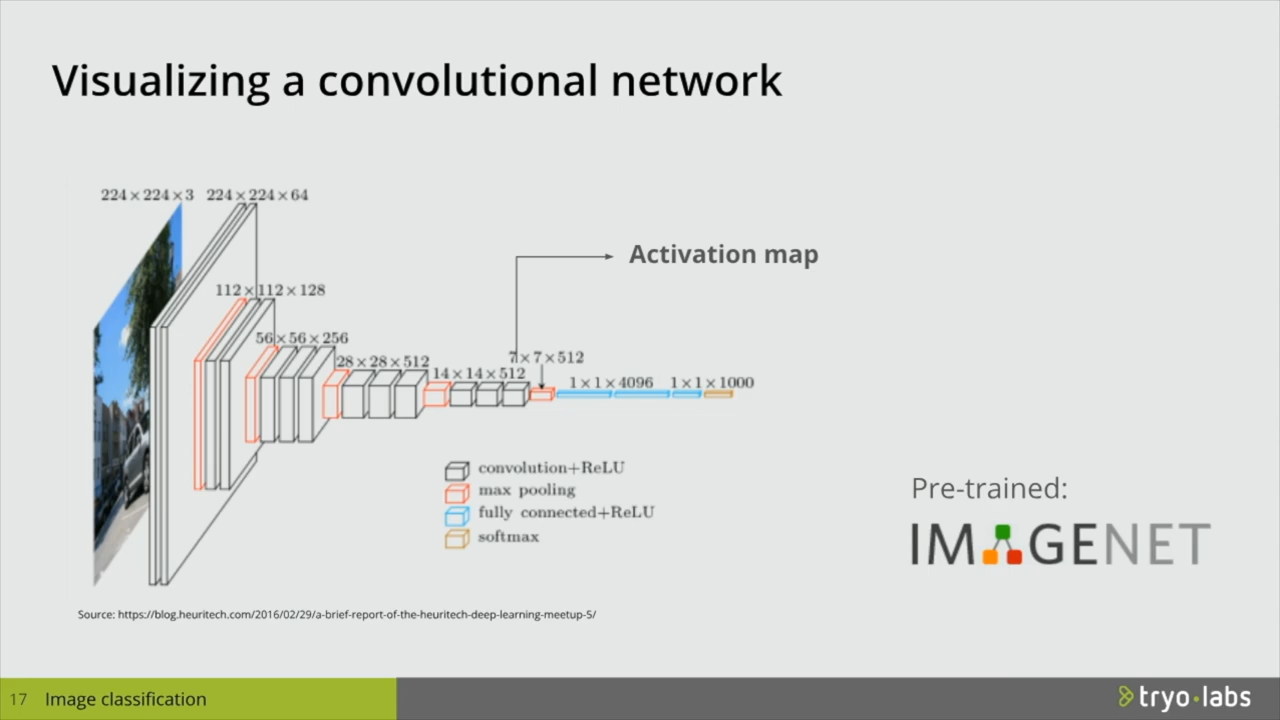 Visualizing a convolutional network
224×224×3 224×224×64
112×112×128
56×56×256
28×28×512
14×14×512
7×7×512
1×1×4096 1×1×1000
Activation map
convolution+ReLU
max pooling
fully connected+ReLU
softmax
Pre-trained:
IMAGENET
Source: https://blog.heuritech.com/2016/02/29/a-brief-report-of-the-heuritech-deep-learning-meetup-5/
17 Image classification
tryo·labs